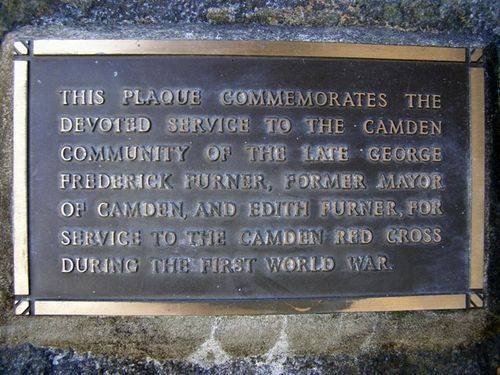 THIS PLAQUE COMMEMORATES THE
DEVOTED SERVICE TO THE CAMDEN
COMMUNITY OF THE LATE GEORGE
FREDERICK FURNER, FORMER MAYOR
OF CAMDEN, AND EDITH FURNER, FOR
SERVICE TO THE CAMDEN RED CROSS
DURING THE FIRST WORLD WAR.